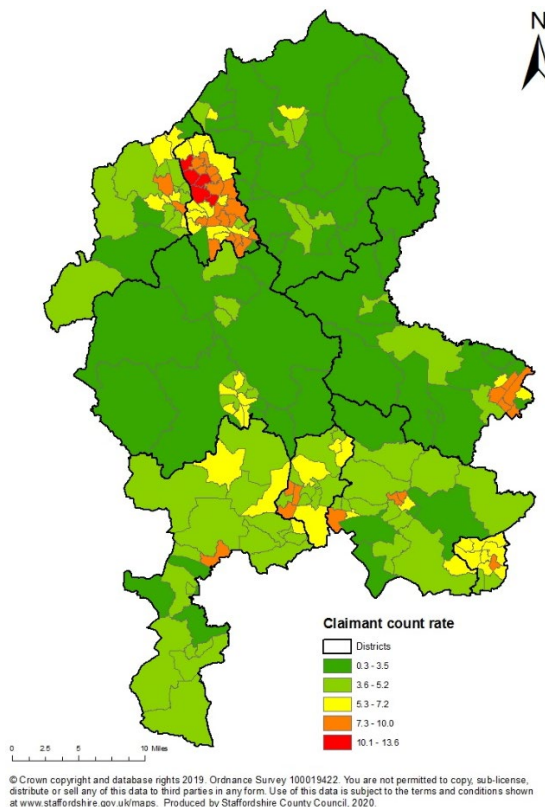 N
Claimant count rate
Districts
0.3 - 3.5
3.6 - 5.2
5.3 - 7.2
7.3 - 10.0
10.1 - 13.6
0 2.5 5 10 Miles
© Crown copyright and database rights 2019. Ordnance Survey 100019422. You are not permitted to copy, sub-license,
distribute or sell any of this data to third parties in any form. Use of this data is subject to the terms and conditions shown
at www.staffordshire.gov.uk/maps. Produced by Staffordshire County Council, 2020.